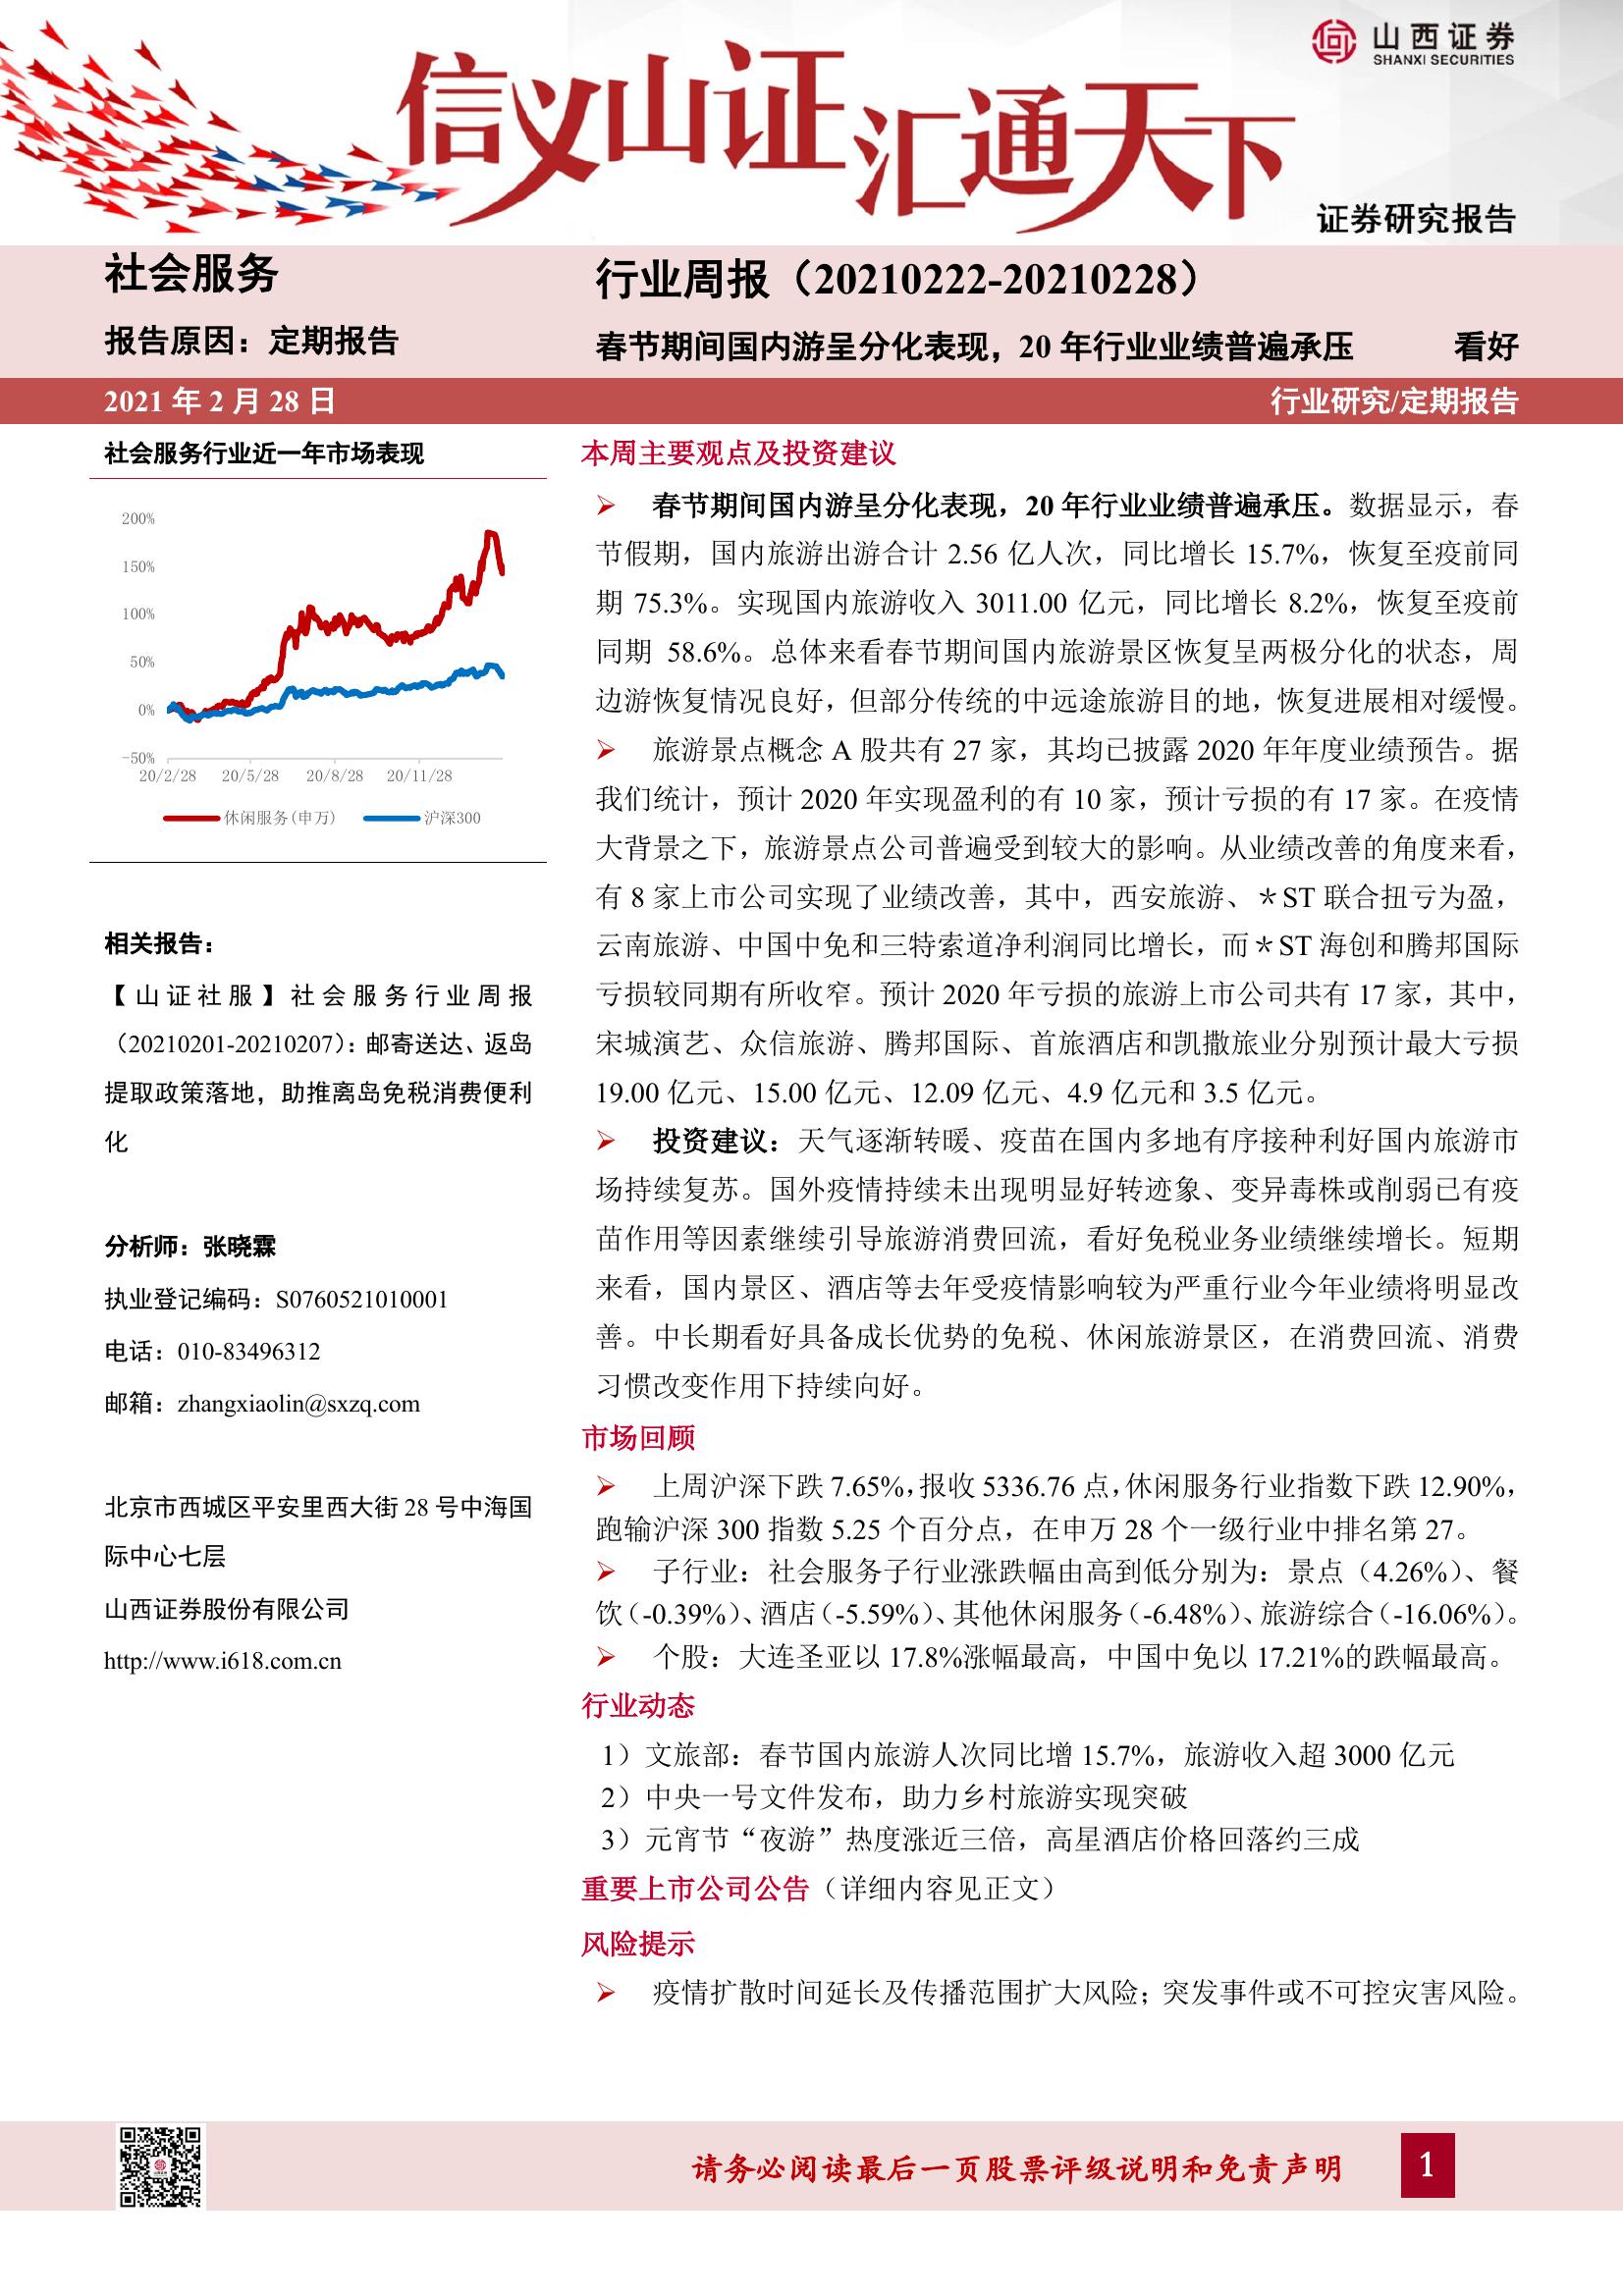 山西证券
SHANXI SECURITIES
信义山证汇通天下
证券研究报告
社会服务
行业周报（20210222-20210228）
报告原因：定期报告
春节期间国内游呈分化表现，20 年行业业绩普遍承压
看好
2021 年 2 月 28 日
行业研究/定期报告
社会服务行业近一年市场表现
200%
150%
100%
50%
0%
-50%
20/2/28 20/5/28 20/8/28 20/11/28
休闲服务(申万) 沪深300
相关报告：
【山证社服】社会服务行业周报
（20210201-20210207）：邮寄送达、返岛
提取政策落地，助推离岛免税消费便利
化
分析师：张晓霖
执业登记编码：S0760521010001
电话：010-83496312
邮箱：zhangxiaolin@sxzq.com
北京市西城区平安里西大街 28 号中海国
际中心七层
山西证券股份有限公司
http://www.i618.com.cn
本周主要观点及投资建议
➢ 春节期间国内游呈分化表现，20 年行业业绩普遍承压。数据显示，春
节假期，国内旅游出游合计 2.56 亿人次，同比增长 15.7%，恢复至疫前同
期 75.3%。实现国内旅游收入 3011.00 亿元，同比增长 8.2%，恢复至疫前
同期 58.6%。总体来看春节期间国内旅游景区恢复呈两极分化的状态，周
边游恢复情况良好，但部分传统的中远途旅游目的地，恢复进展相对缓慢。
➢ 旅游景点概念 A 股共有 27 家，其均已披露 2020 年年度业绩预告。据
我们统计，预计 2020 年实现盈利的有 10 家，预计亏损的有 17 家。在疫情
大背景之下，旅游景点公司普遍受到较大的影响。从业绩改善的角度来看，
有 8 家上市公司实现了业绩改善，其中，西安旅游、＊ST 联合扭亏为盈，
云南旅游、中国中免和三特索道净利润同比增长，而＊ST 海创和腾邦国际
亏损较同期有所收窄。预计 2020 年亏损的旅游上市公司共有 17 家，其中，
宋城演艺、众信旅游、腾邦国际、首旅酒店和凯撒旅业分别预计最大亏损
19.00 亿元、15.00 亿元、12.09 亿元、4.9 亿元和 3.5 亿元。
➢ 投资建议：天气逐渐转暖、疫苗在国内多地有序接种利好国内旅游市
场持续复苏。国外疫情持续未出现明显好转迹象、变异毒株或削弱已有疫
苗作用等因素继续引导旅游消费回流，看好免税业务业绩继续增长。短期
来看，国内景区、酒店等去年受疫情影响较为严重行业今年业绩将明显改
善。中长期看好具备成长优势的免税、休闲旅游景区，在消费回流、消费
习惯改变作用下持续向好。
市场回顾
➢ 上周沪深下跌 7.65%，报收 5336.76 点，休闲服务行业指数下跌 12.90%，
跑输沪深 300 指数 5.25 个百分点，在申万 28 个一级行业中排名第 27。
➢ 子行业：社会服务子行业涨跌幅由高到低分别为：景点（4.26%）、餐
饮（-0.39%）、酒店（-5.59%）、其他休闲服务（-6.48%）、旅游综合（-16.06%）。
➢ 个股：大连圣亚以 17.8%涨幅最高，中国中免以 17.21%的跌幅最高。
行业动态
1）文旅部：春节国内旅游人次同比增 15.7%，旅游收入超 3000 亿元
2）中央一号文件发布，助力乡村旅游实现突破
3）元宵节“夜游”热度涨近三倍，高星酒店价格回落约三成
重要上市公司公告（详细内容见正文）
风险提示
➢ 疫情扩散时间延长及传播范围扩大风险；突发事件或不可控灾害风险。
请务必阅读最后一页股票评级说明和免责声明
1